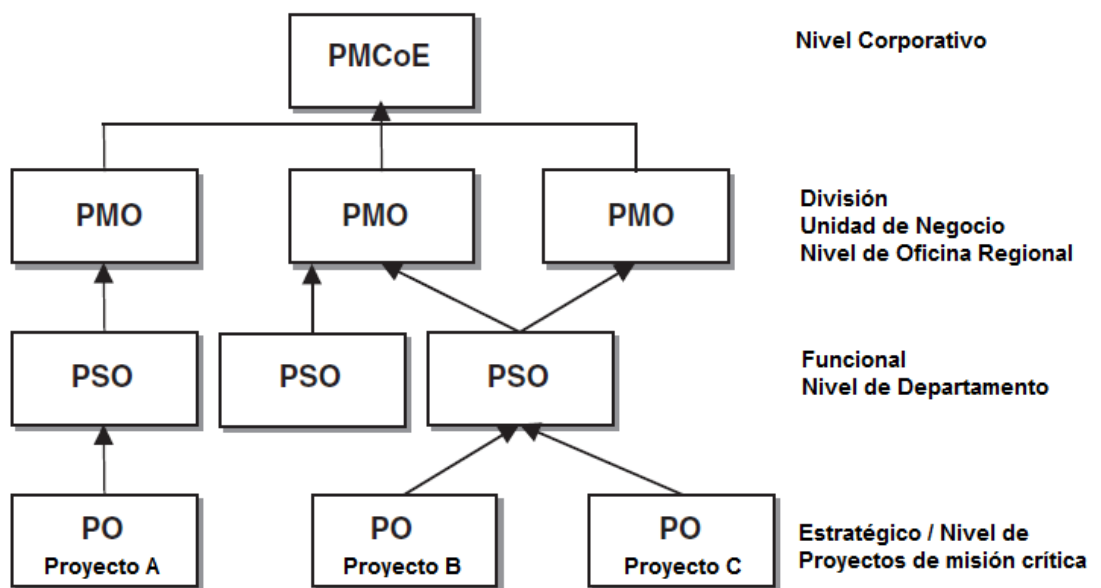 PMCoE
Nivel Corporativo
PMO
PMO
PMO
División
Unidad de Negocio
Nivel de Oficina Regional
PSO
PSO
PSO
Funcional
Nivel de Departamento
PO
Proyecto A
PO
Proyecto B
PO
Proyecto C
Estratégico / Nivel de
Proyectos de misión crítica